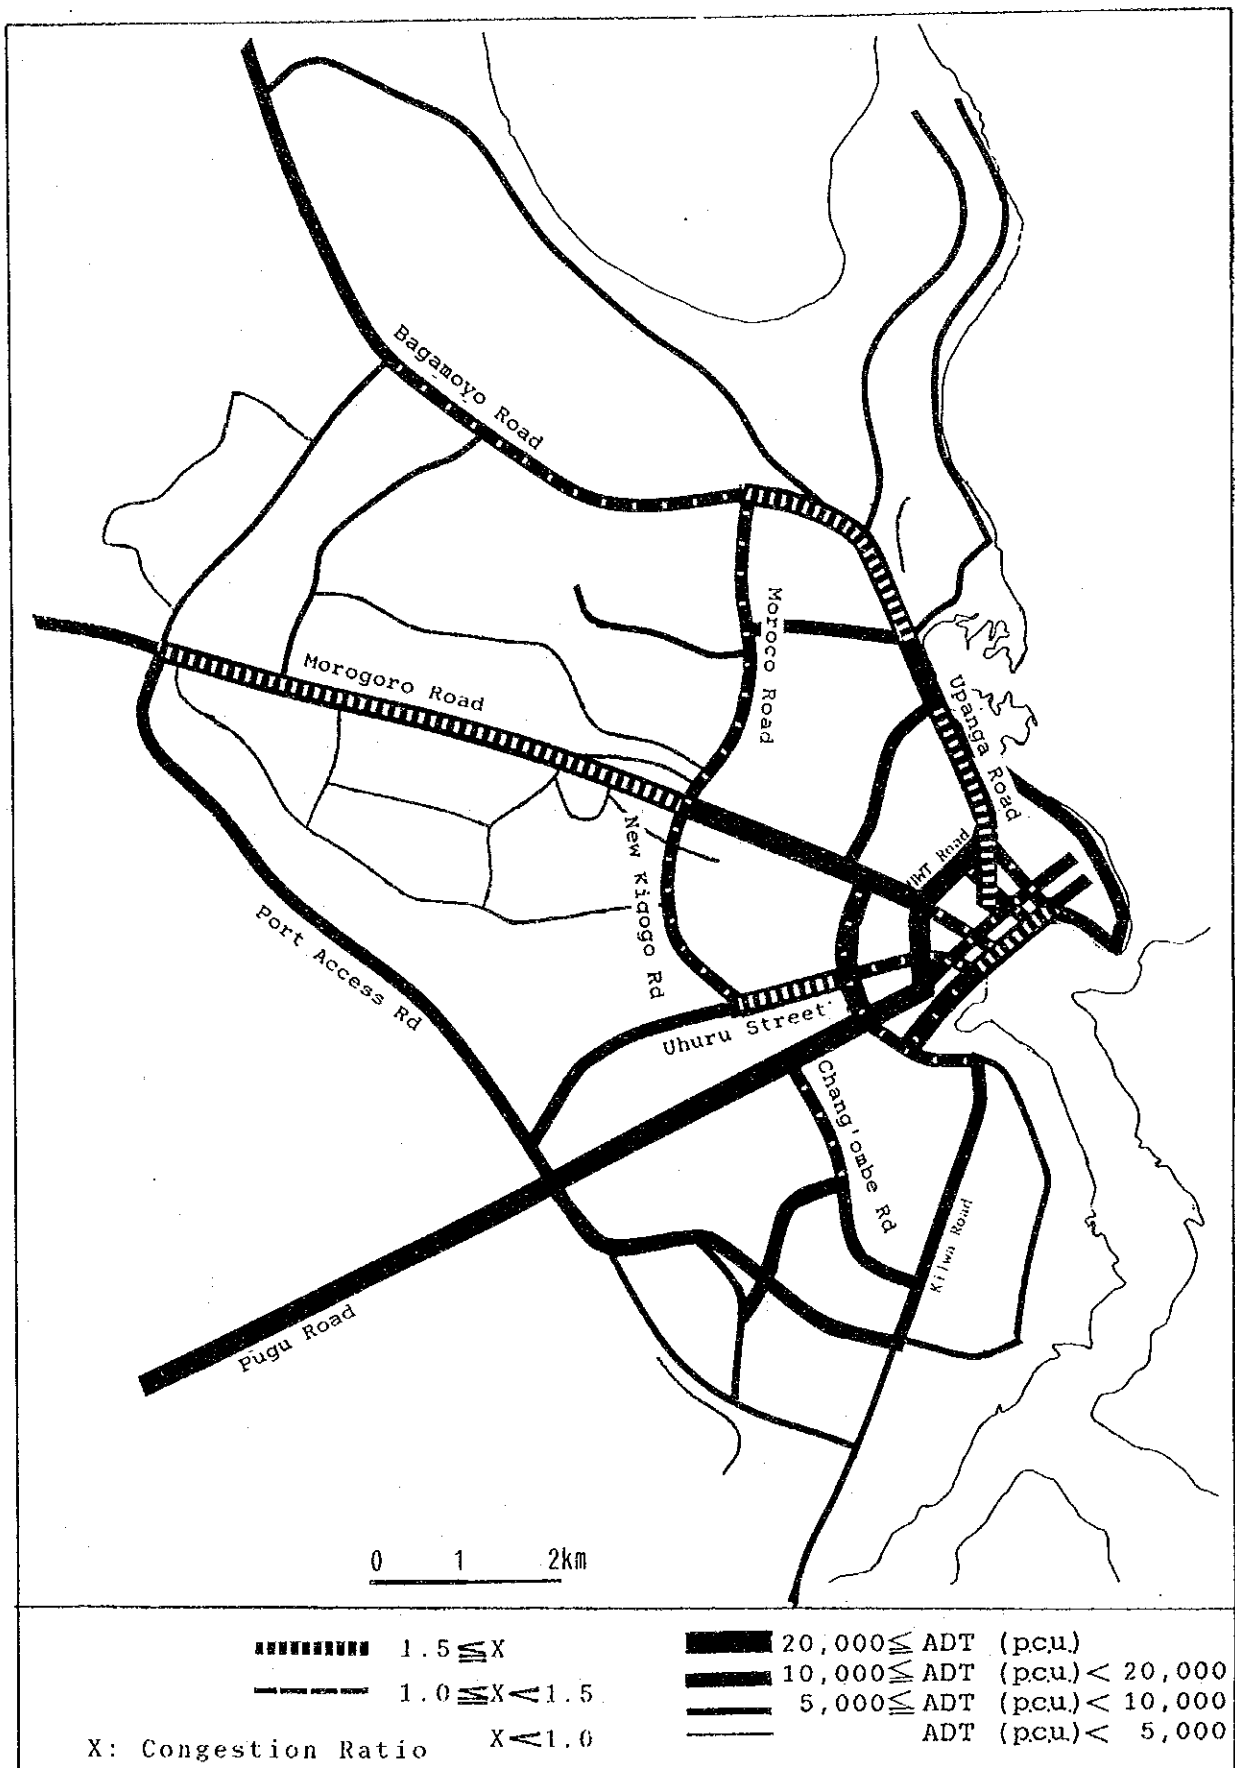 Bagamoyo Road
Moroco Road
Morogoro Road
Upanga Road
UWT Road
New Kigogo Rd
Port Access Rd
Uhuru Street
Chang'ombe Rd
Kilwa Road
Pugu Road
0 1 2km
1.5≦X
1.0≦X<1.5
X<1.0
X: Congestion Ratio
20,000≦ ADT (p.c.u.)
10,000≦ ADT (p.c.u.) < 20,000
5,000≦ ADT (p.c.u.) < 10,000
ADT (p.c.u.) < 5,000